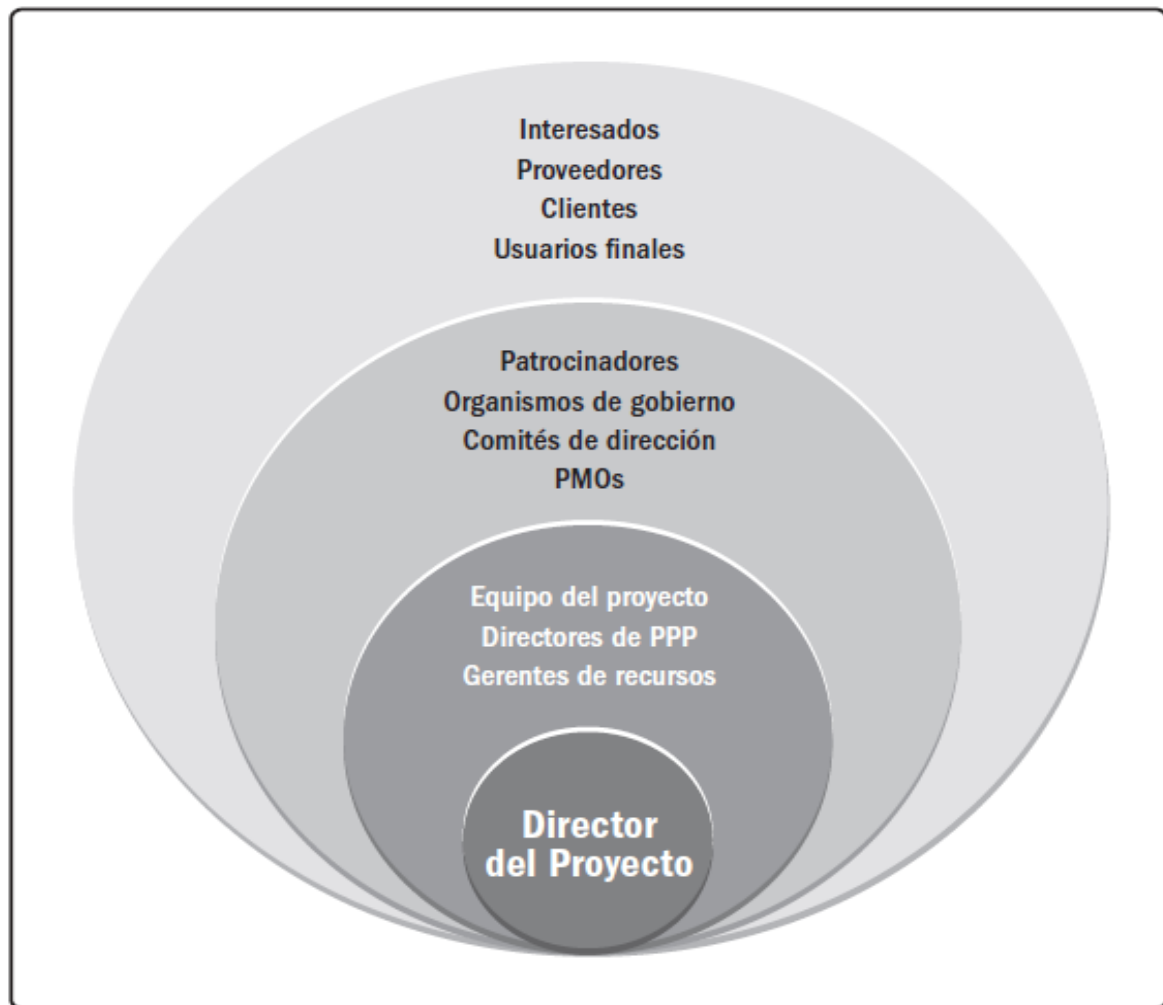 Interesados
Proveedores
Clientes
Usuarios finales
Patrocinadores
Organismos de gobierno
Comités de dirección
PMOs
Equipo del proyecto
Directores de PPP
Gerentes de recursos
Director
del Proyecto